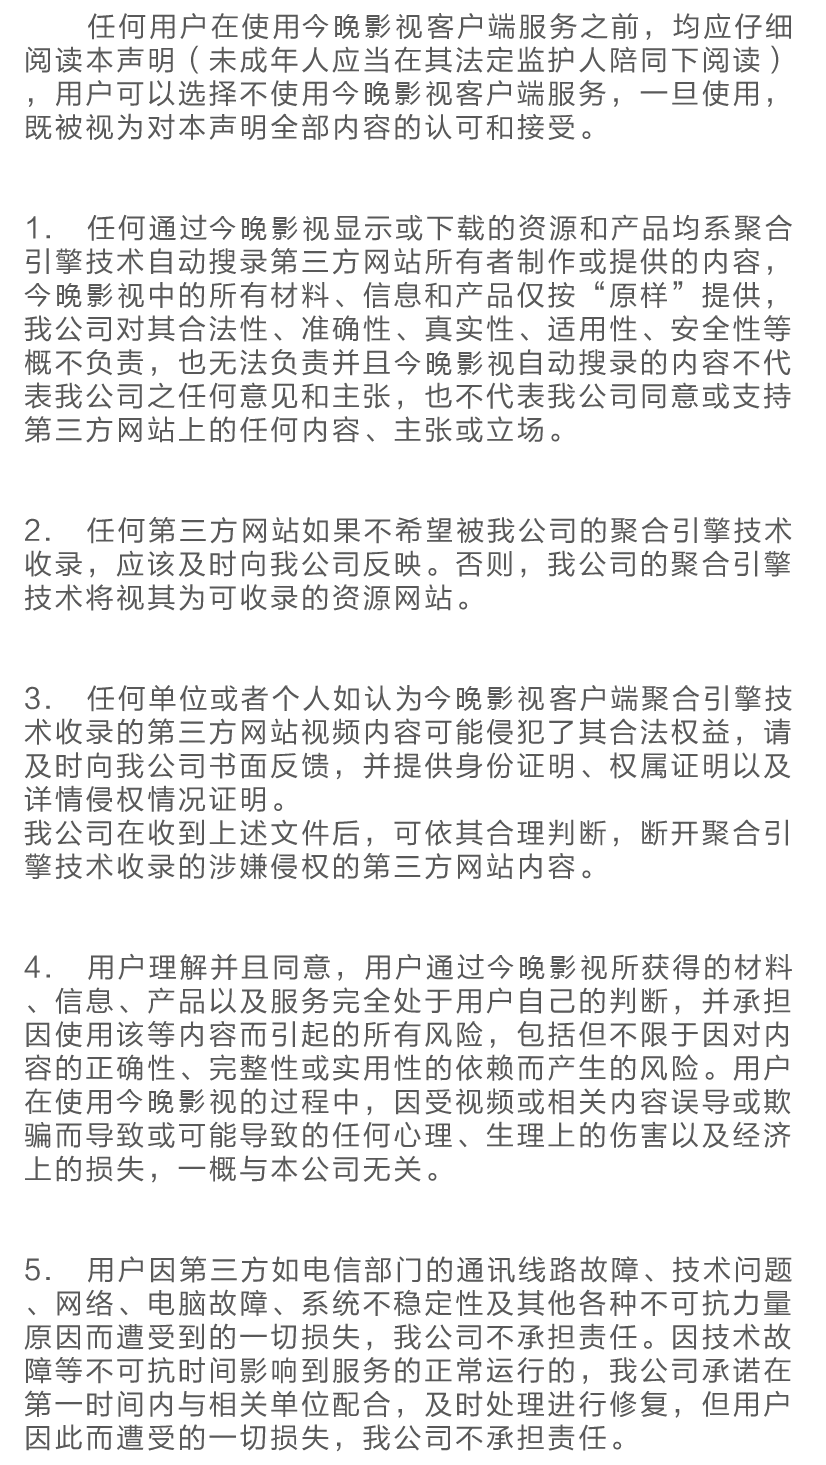 任何用户在使用今晚影视客户端服务之前，均应仔细
阅读本声明（未成年人应当在其法定监护人陪同下阅读）
，用户可以选择不使用今晚影视客户端服务，一旦使用，
既被视为对本声明全部内容的认可和接受。
1. 任何通过今晚影视显示或下载的资源和产品均系聚合
引擎技术自动搜录第三方网站所有者制作或提供的内容，
今晚影视中的所有材料、信息和产品仅按“原样”提供，
我公司对其合法性、准确性、真实性、适用性、安全性等
概不负责，也无法负责并且今晚影视自动搜录的内容不代
表我公司之任何意见和主张，也不代表我公司同意或支持
第三方网站上的任何内容、主张或立场。
2. 任何第三方网站如果不希望被我公司的聚合引擎技术
收录，应该及时向我公司反映。否则，我公司的聚合引擎
技术将视其为可收录的资源网站。
3. 任何单位或者个人如认为今晚影视客户端聚合引擎技
术收录的第三方网站视频内容可能侵犯了其合法权益，请
及时向我公司书面反馈，并提供身份证明、权属证明以及
详情侵权情况证明。
我公司在收到上述文件后，可依其合理判断，断开聚合引
擎技术收录的涉嫌侵权的第三方网站内容。
4. 用户理解并且同意，用户通过今晚影视所获得的材料
、信息、产品以及服务完全处于用户自己的判断，并承担
因使用该等内容而引起的所有风险，包括但不限于因对内
容的正确性、完整性或实用性的依赖而产生的风险。用户
在使用今晚影视的过程中，因受视频或相关内容误导或欺
骗而导致或可能导致的任何心理、生理上的伤害以及经济
上的损失，一概与本公司无关。
5. 用户因第三方如电信部门的通讯线路故障、技术问题
、网络、电脑故障、系统不稳定性及其他各种不可抗力量
原因而遭受到的一切损失，我公司不承担责任。因技术故
障等不可抗时间影响到服务的正常运行的，我公司承诺在
第一时间内与相关单位配合，及时处理进行修复，但用户
因此而遭受的一切损失，我公司不承担责任。